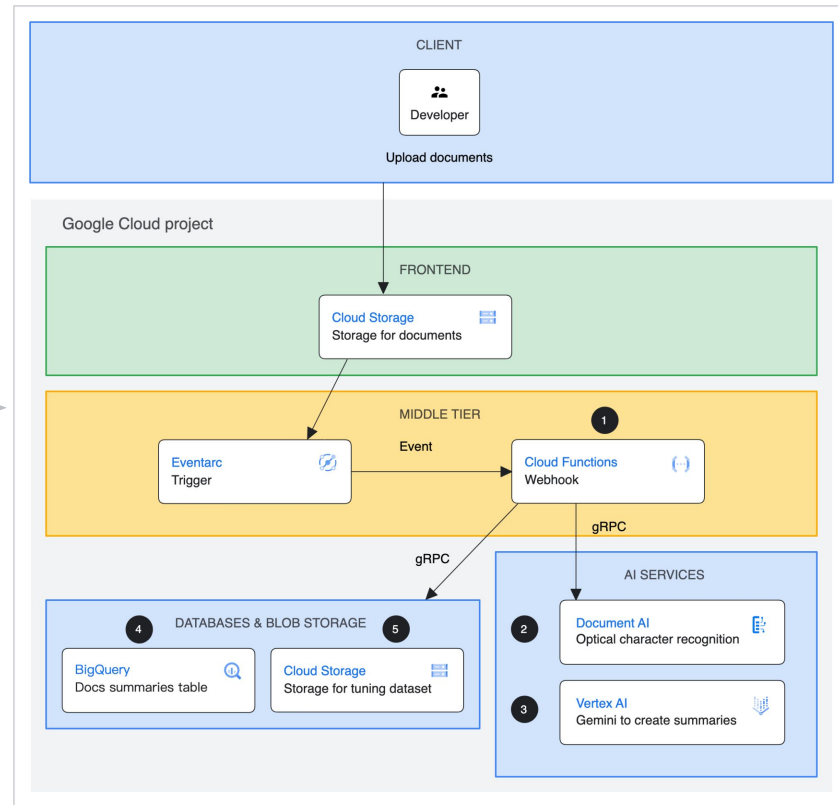 CLIENT
Developer
Upload documents
Google Cloud project
FRONTEND
Cloud Storage
Storage for documents
MIDDLE TIER
1
Event
Eventarc
Trigger
Cloud Functions
Webhook
gRPC
gRPC
AI SERVICES
DATABASES & BLOB STORAGE
4
5
BigQuery
Docs summaries table
Cloud Storage
Storage for tuning dataset
2
Document AI
Optical character recognition
3
Vertex AI
Gemini to create summaries